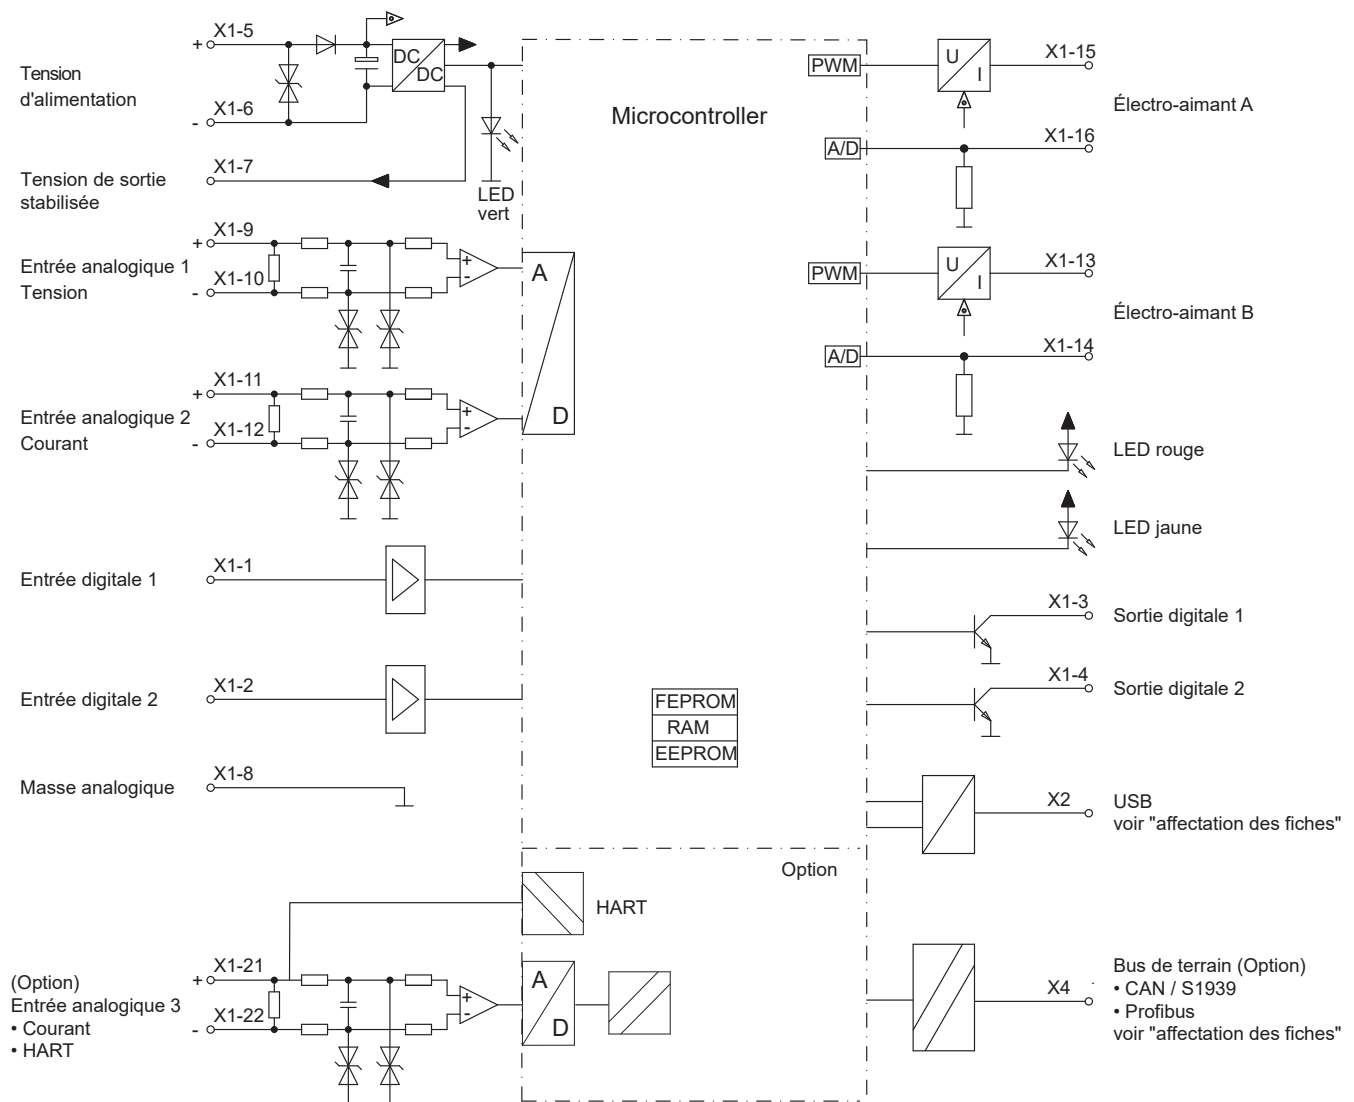 X1-5
+
DC
DC
Tension
d'alimentation
X1-6
-
X1-7
Tension de sortie
stabilisée
LED
vert
X1-9
+
Entrée analogique 1
Tension
X1-10
-
+
-
A
D
X1-11
+
Entrée analogique 2
Courant
X1-12
-
+
-
Entrée digitale 1
X1-1
Entrée digitale 2
X1-2
Masse analogique
X1-8
Microcontroller
FEPROM
RAM
EEPROM
PWM
U
I
X1-15
Électro-aimant A
A/D
X1-16
PWM
U
I
X1-13
Électro-aimant B
A/D
X1-14
LED rouge
LED jaune
X1-3
Sortie digitale 1
X1-4
Sortie digitale 2
X2
USB
voir "affectation des fiches"
Option
HART
X1-21
+
(Option)
Entrée analogique 3
• Courant
• HART
X1-22
-
+
-
A
D
X4
Bus de terrain (Option)
• CAN / S1939
• Profibus
voir "affectation des fiches"